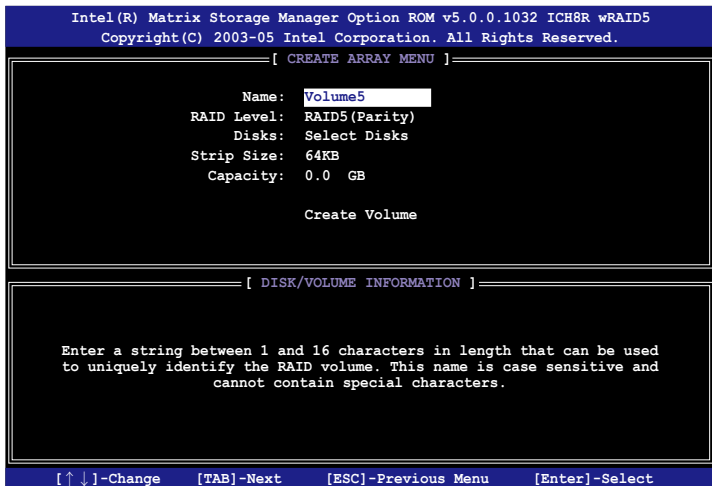 Intel(R) Matrix Storage Manager Option ROM v5.0.0.1032 ICH8R wRAID5
Copyright(C) 2003-05 Intel Corporation. All Rights Reserved.
[ CREATE ARRAY MENU ]
Name: Volume5
RAID Level: RAID5(Parity)
Disks: Select Disks
Strip Size: 64KB
Capacity: 0.0 GB
Create Volume
[ DISK/VOLUME INFORMATION ]
Enter a string between 1 and 16 characters in length that can be used
to uniquely identify the RAID volume. This name is case sensitive and
cannot contain special characters.
[↑↓]-Change [TAB]-Next [ESC]-Previous Menu [Enter]-Select